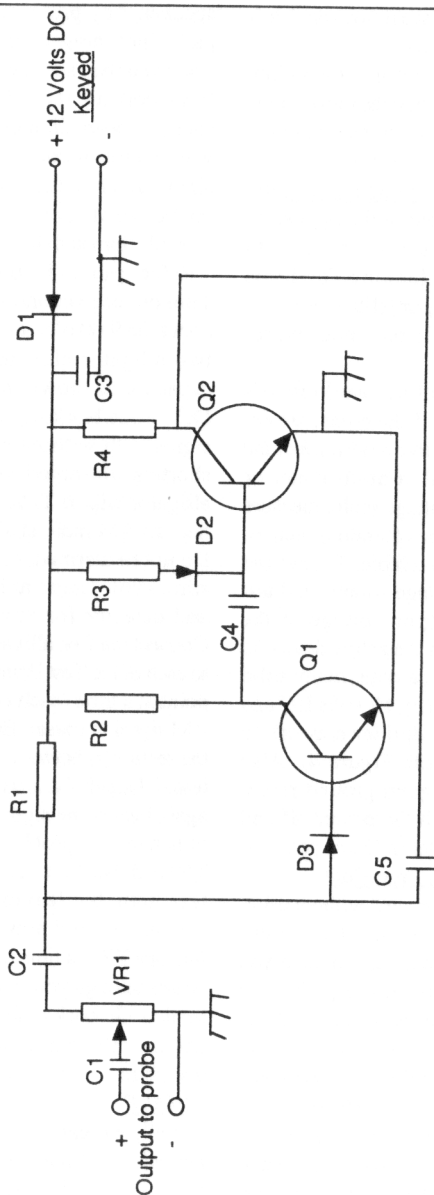 + 12 Volts DC
Keyed
-
D1
C3
R4
Q2
R3
D2
C4
R2
Q1
R1
D3
C5
C2
VR1
C1
+
Output to probe
-